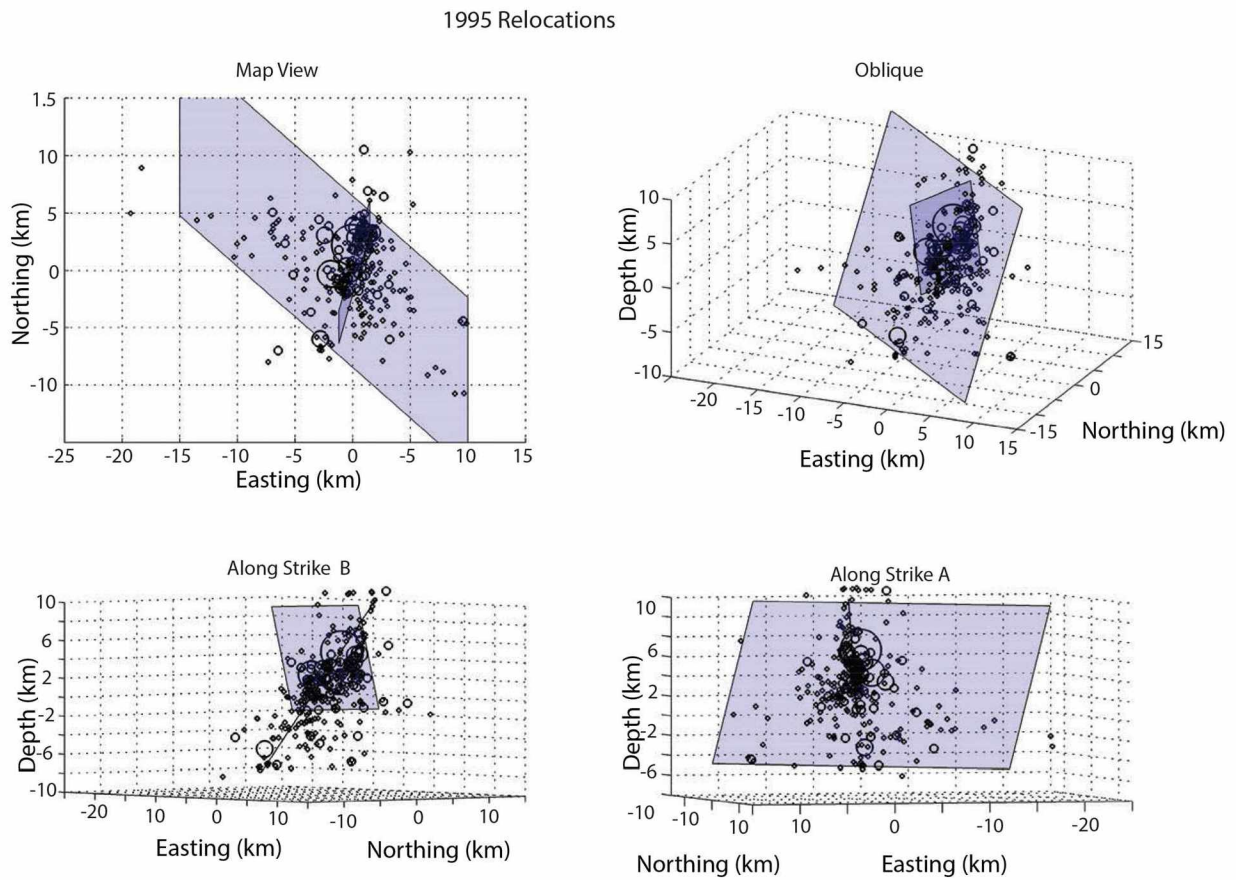 1995 Relocations
Map View
1.5
10
5
0
-5
-10
Northing (km)
-25 -20 -15 -10 -5 0 -5 10 15
Easting (km)
Oblique
10
5
0
-5
-10
Depth (km)
-20 -15 -10 -5 0 5 10 15
Easting (km)
-15 0 15
Northing (km)
Along Strike B
10
6
2
-2
-6
-10
Depth (km)
-20 10 0 -10 0 10
Easting (km) Northing (km)
Along Strike A
10
6
2
-2
-6
Depth (km)
-10 -10 10 10 0 -10 -20
Northing (km) Easting (km)